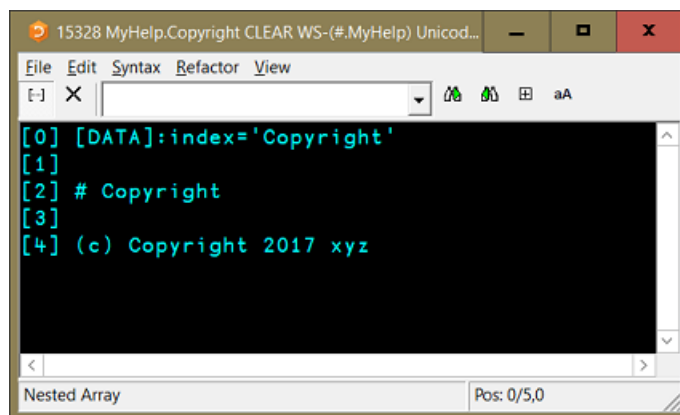 15328 MyHelp.Copyright CLEAR WS-(#.MyHelp) Unicod...
File Edit Syntax Refactor View
aA
[0] [DATA]:index='Copyright'
[1]
[2] # Copyright
[3]
[4] (c) Copyright 2017 xyz
Nested Array Pos: 0/5,0